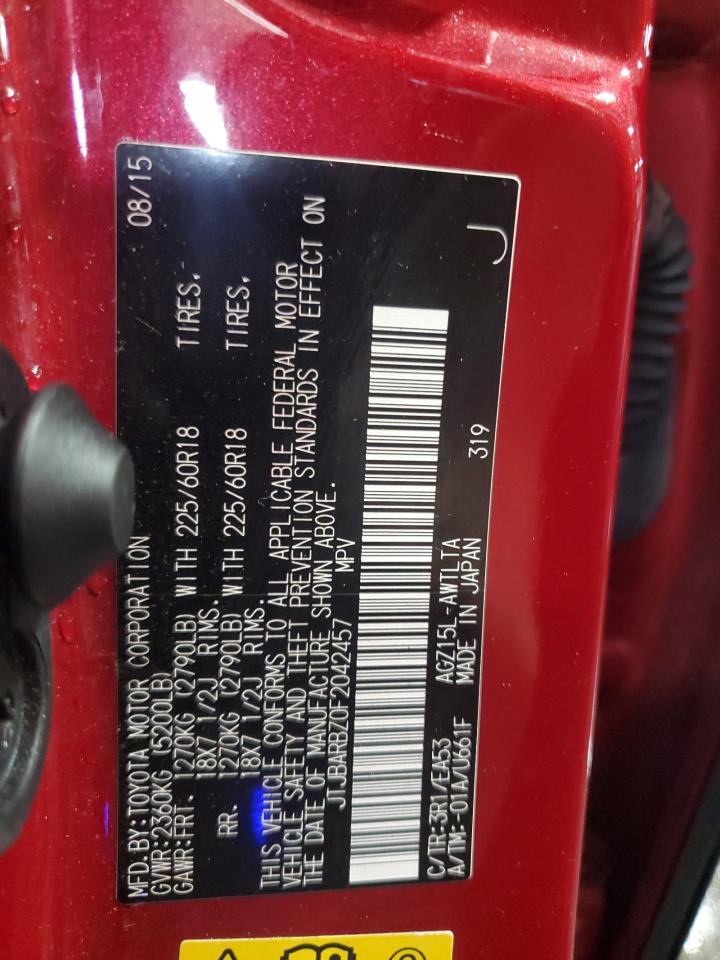 MFD. BY: TOYOTA MOTOR CORPORATION 08/15
GVWR: 2360KG (5200LB)
GAWR: FRT. 1270KG (2790LB) WITH 225/60R18 TIRES,
18X7 1/2J RIMS.
RR. 1270KG (2790LB) WITH 225/60R18 TIRES,
18X7 1/2J RIMS.
THIS VEHICLE CONFORMS TO ALL APPLICABLE FEDERAL MOTOR
VEHICLE SAFETY AND THEFT PREVENTION STANDARDS IN EFFECT ON
THE DATE OF MANUFACTURE SHOWN ABOVE.
JTJBARBZ0F2042457 MPV
C/TR: 3R1/EA53 AGZ15L-AWTLTA
A/TM: -01A/U661F MADE IN JAPAN 319 J